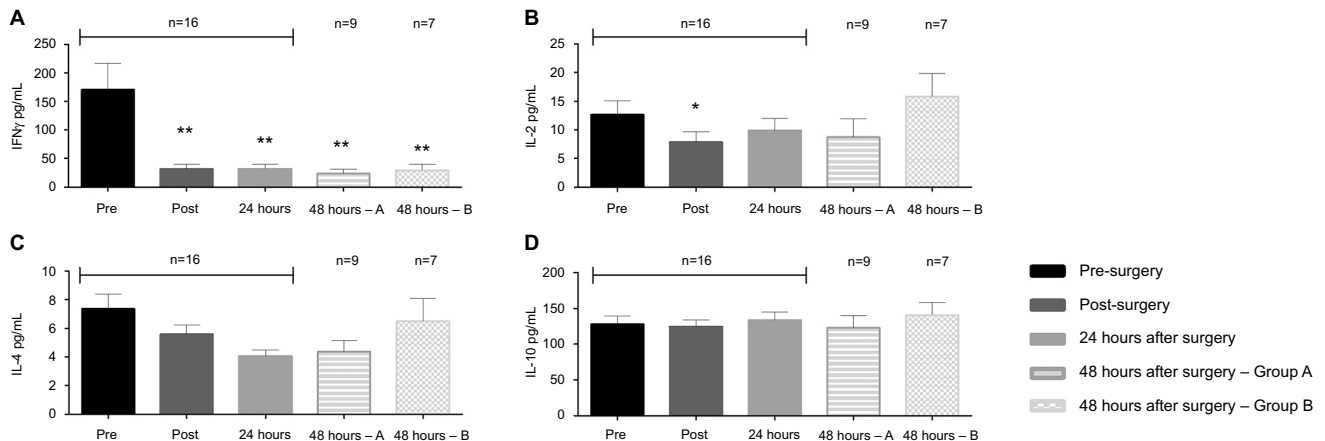 A
n=16 n=9 n=7
IFNγ pg/mL
250
200
150
100
50
0
** ** ** **
Pre Post 24 hours 48 hours – A 48 hours – B
B
n=16 n=9 n=7
IL-2 pg/mL
25
20
15
10
5
0
*
Pre Post 24 hours 48 hours – A 48 hours – B
C
n=16 n=9 n=7
IL-4 pg/mL
10
8
6
4
2
0
Pre Post 24 hours 48 hours – A 48 hours – B
D
n=16 n=9 n=7
IL-10 pg/mL
200
150
100
50
0
Pre Post 24 hours 48 hours – A 48 hours – B
Pre-surgery
Post-surgery
24 hours after surgery
48 hours after surgery – Group A
48 hours after surgery – Group B